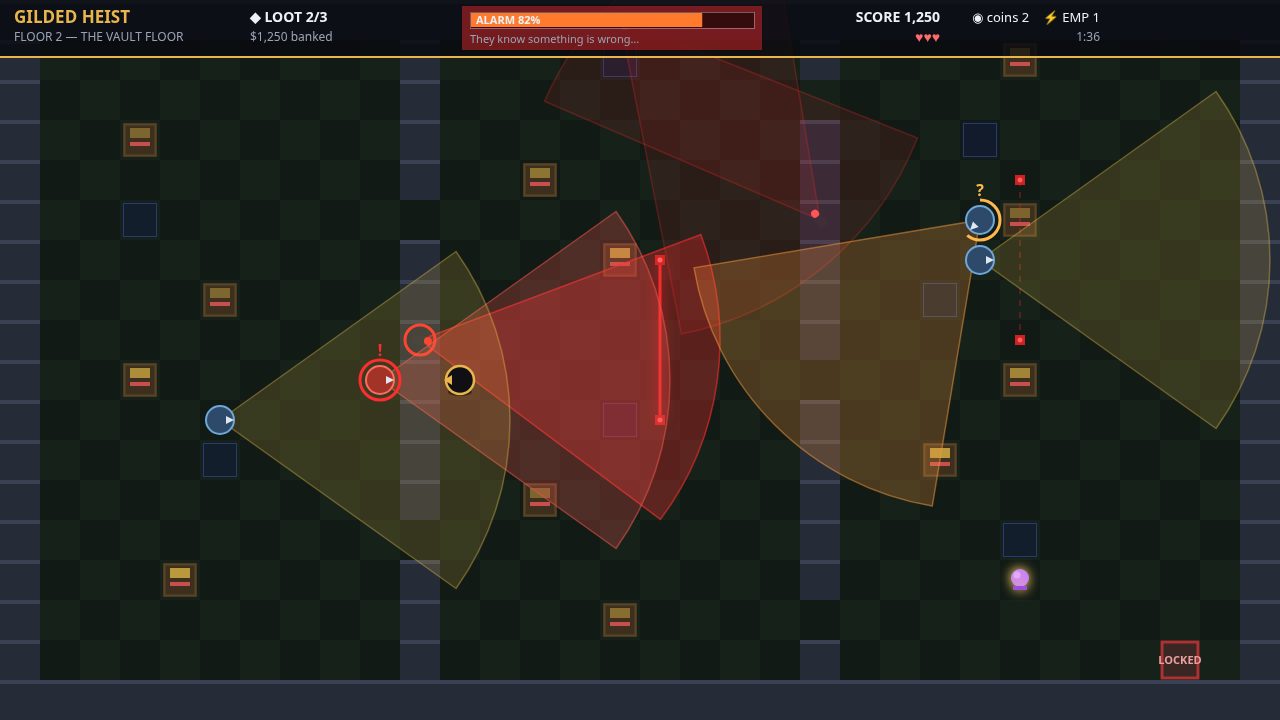 GILDED HEIST
FLOOR 2 — THE VAULT FLOOR
◆ LOOT 2/3
$1,250 banked
ALARM 82%
They know something is wrong...
SCORE 1,250
♥♥♥
◉ coins 2 ⚡ EMP 1
1:36
?
!
LOCKED